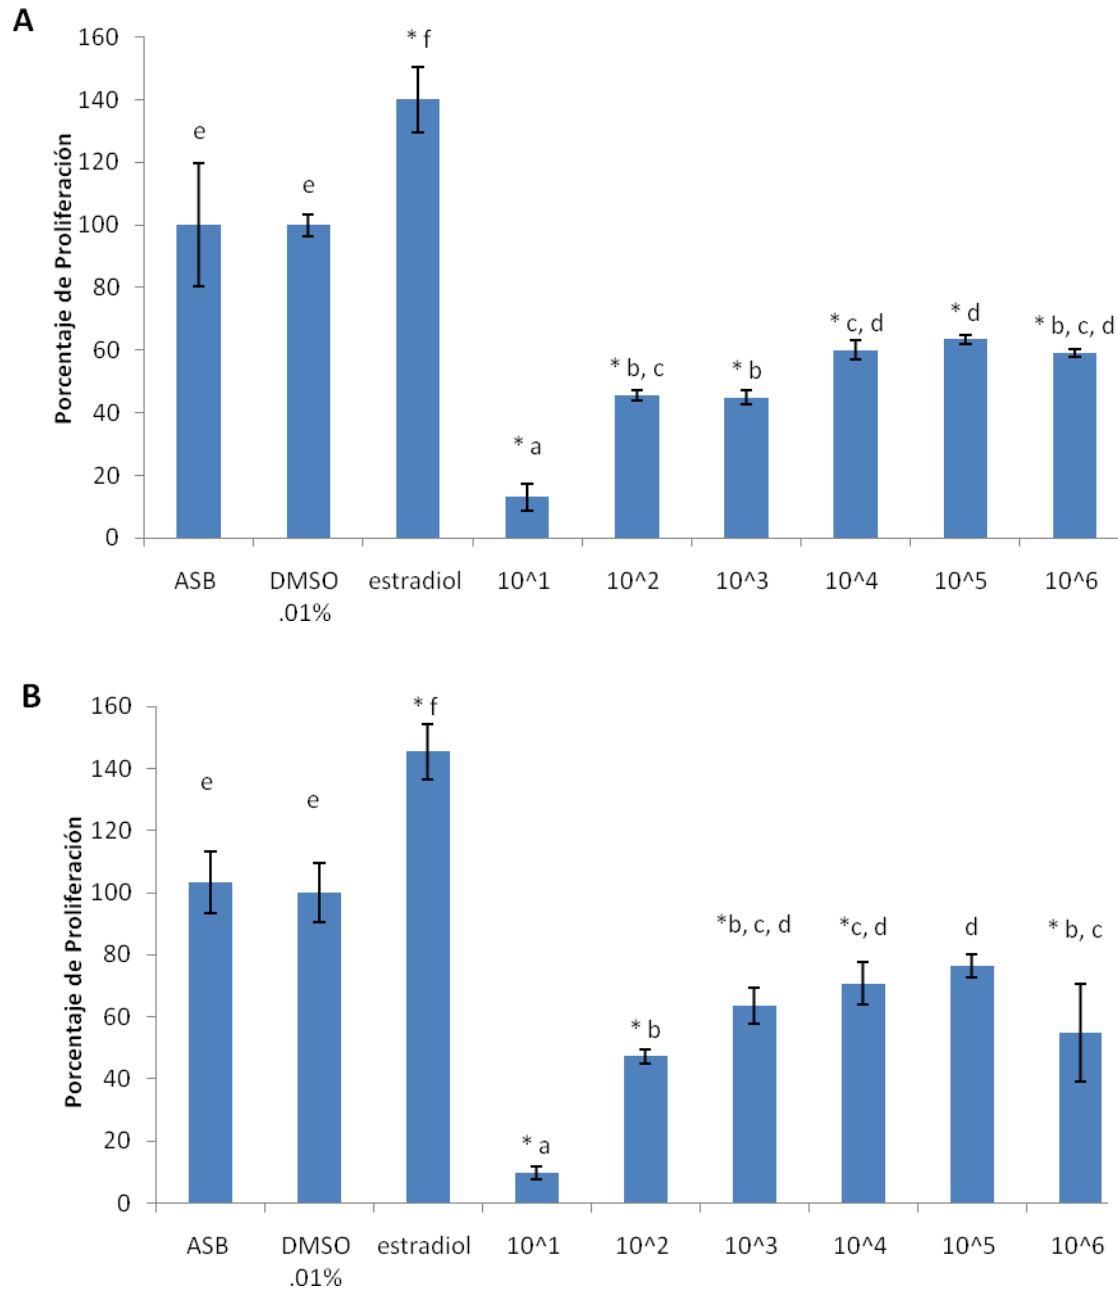 A
160
140
120
100
80
60
40
20
0
Porcentaje de Proliferación
e
e
* f
* a
* b, c
* b
* c, d
* d
* b, c, d
ASB DMSO estradiol 10^1 10^2 10^3 10^4 10^5 10^6
.01%
B
160
140
120
100
80
60
40
20
0
Porcentaje de Proliferación
e
e
* f
* a
* b
*b, c, d
*c, d
d
* b, c
ASB DMSO estradiol 10^1 10^2 10^3 10^4 10^5 10^6
.01%